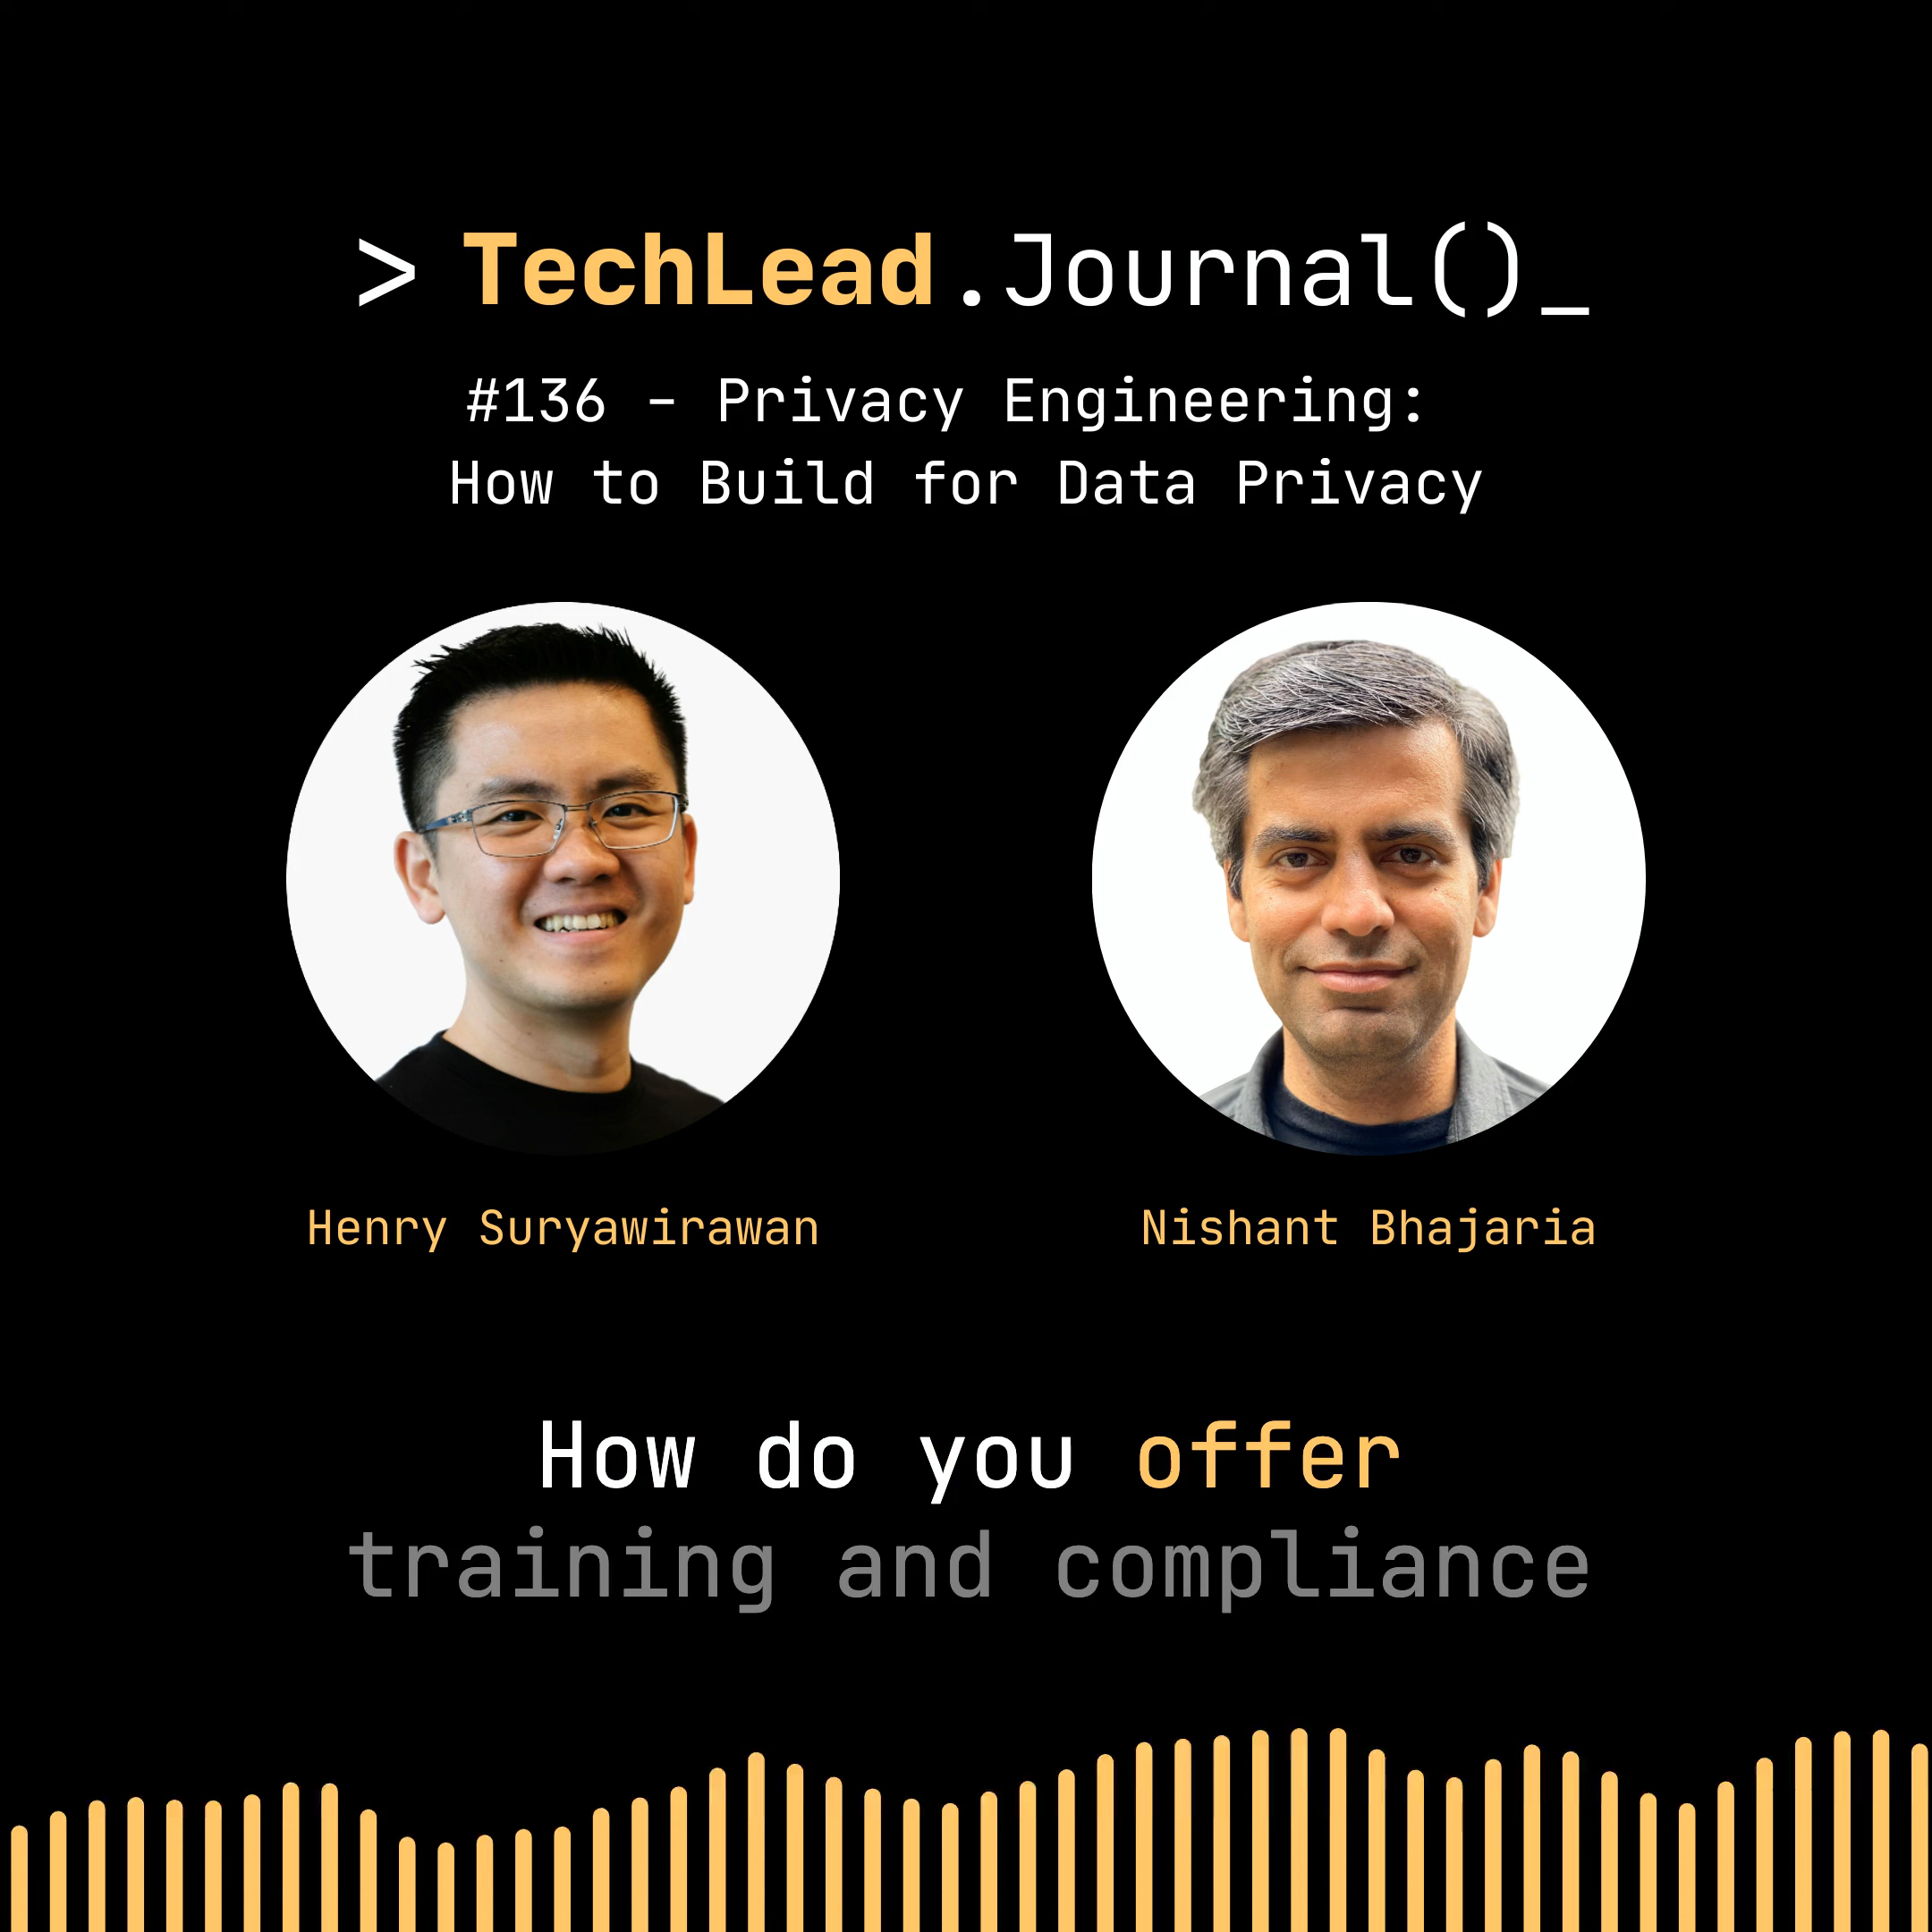 > TechLead.Journal()_
#136 - Privacy Engineering:
How to Build for Data Privacy
Henry Suryawirawan
Nishant Bhajaria
How do you offer
training and compliance